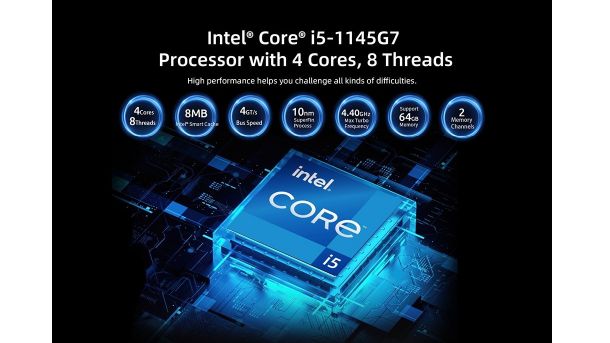 Intel® Core® i5-1145G7
Processor with 4 Cores, 8 Threads
High performance helps you challenge all kinds of difficulties.
4Cores
8Threads
8MB
Intel® Smart Cache
4GT/s
Bus Speed
10nm
SuperFin
Process
4.40GHz
Max Turbo
Frequency
Support
64GB
Memory
2
Memory
Channels
intel
CORE
i5